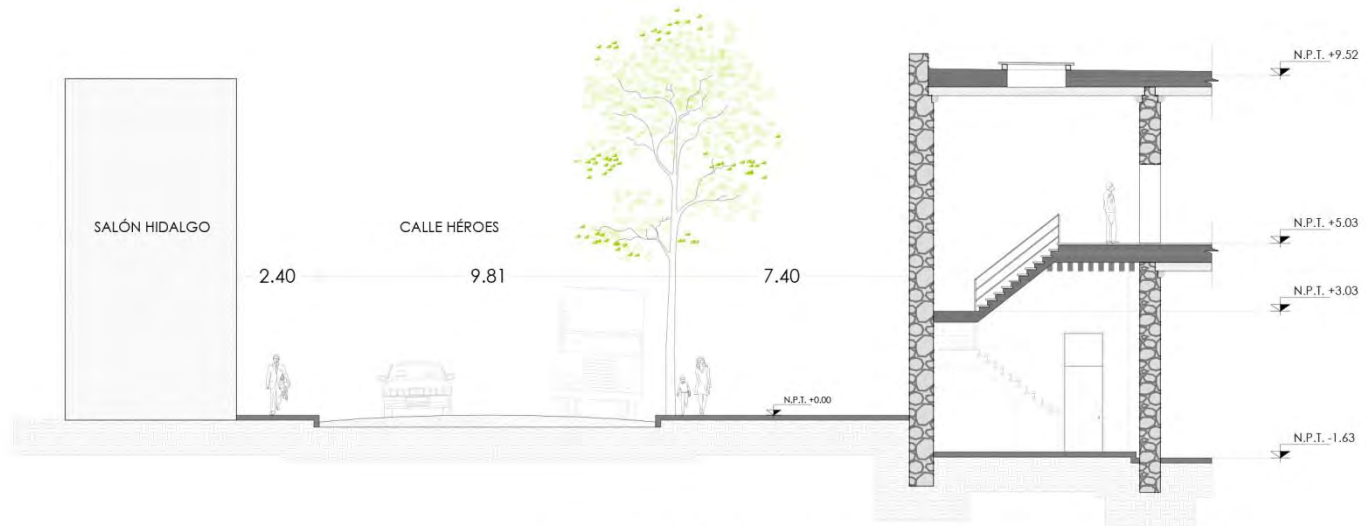 N.P.T. +9.52
SALÓN HIDALGO
CALLE HÉROES
N.P.T. +5.03
2.40
9.81
7.40
N.P.T. +3.03
N.P.T. +0.00
N.P.T. -1.63